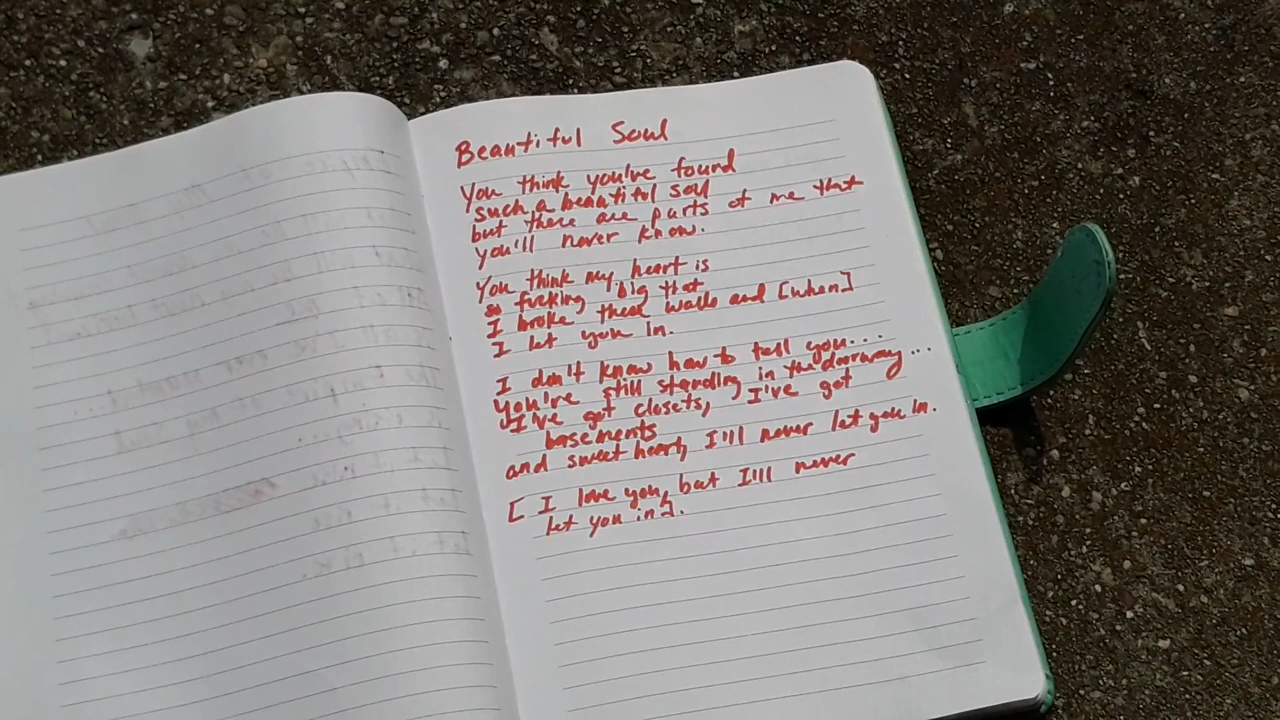 Beautiful Soul
You think you've found
such a beautiful soul
but there are parts of me that
you'll never know.
You think my heart is
so fucking big that
I broke these walls and [when]
I let you in.
I don't know how to tell you...
you're still standing in the doorway...
I've got closets, I've got
basements
and sweet heart, I'll never let you in.
[I love you, but I'll never
let you in].